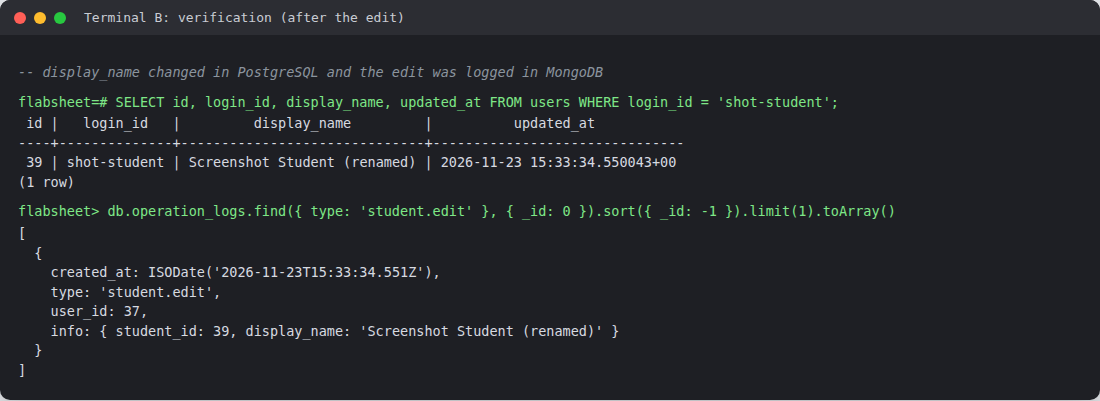 Terminal B: verification (after the edit)
-- display_name changed in PostgreSQL and the edit was logged in MongoDB
flabsheet=# SELECT id, login_id, display_name, updated_at FROM users WHERE login_id = 'shot-student';
 id |   login_id   |         display_name         |          updated_at
----+--------------+------------------------------+-------------------------------
 39 | shot-student | Screenshot Student (renamed) | 2026-11-23 15:33:34.550043+00
(1 row)
flabsheet> db.operation_logs.find({ type: 'student.edit' }, { _id: 0 }).sort({ _id: -1 }).limit(1).toArray()
[
  {
    created_at: ISODate('2026-11-23T15:33:34.551Z'),
    type: 'student.edit',
    user_id: 37,
    info: { student_id: 39, display_name: 'Screenshot Student (renamed)' }
  }
]